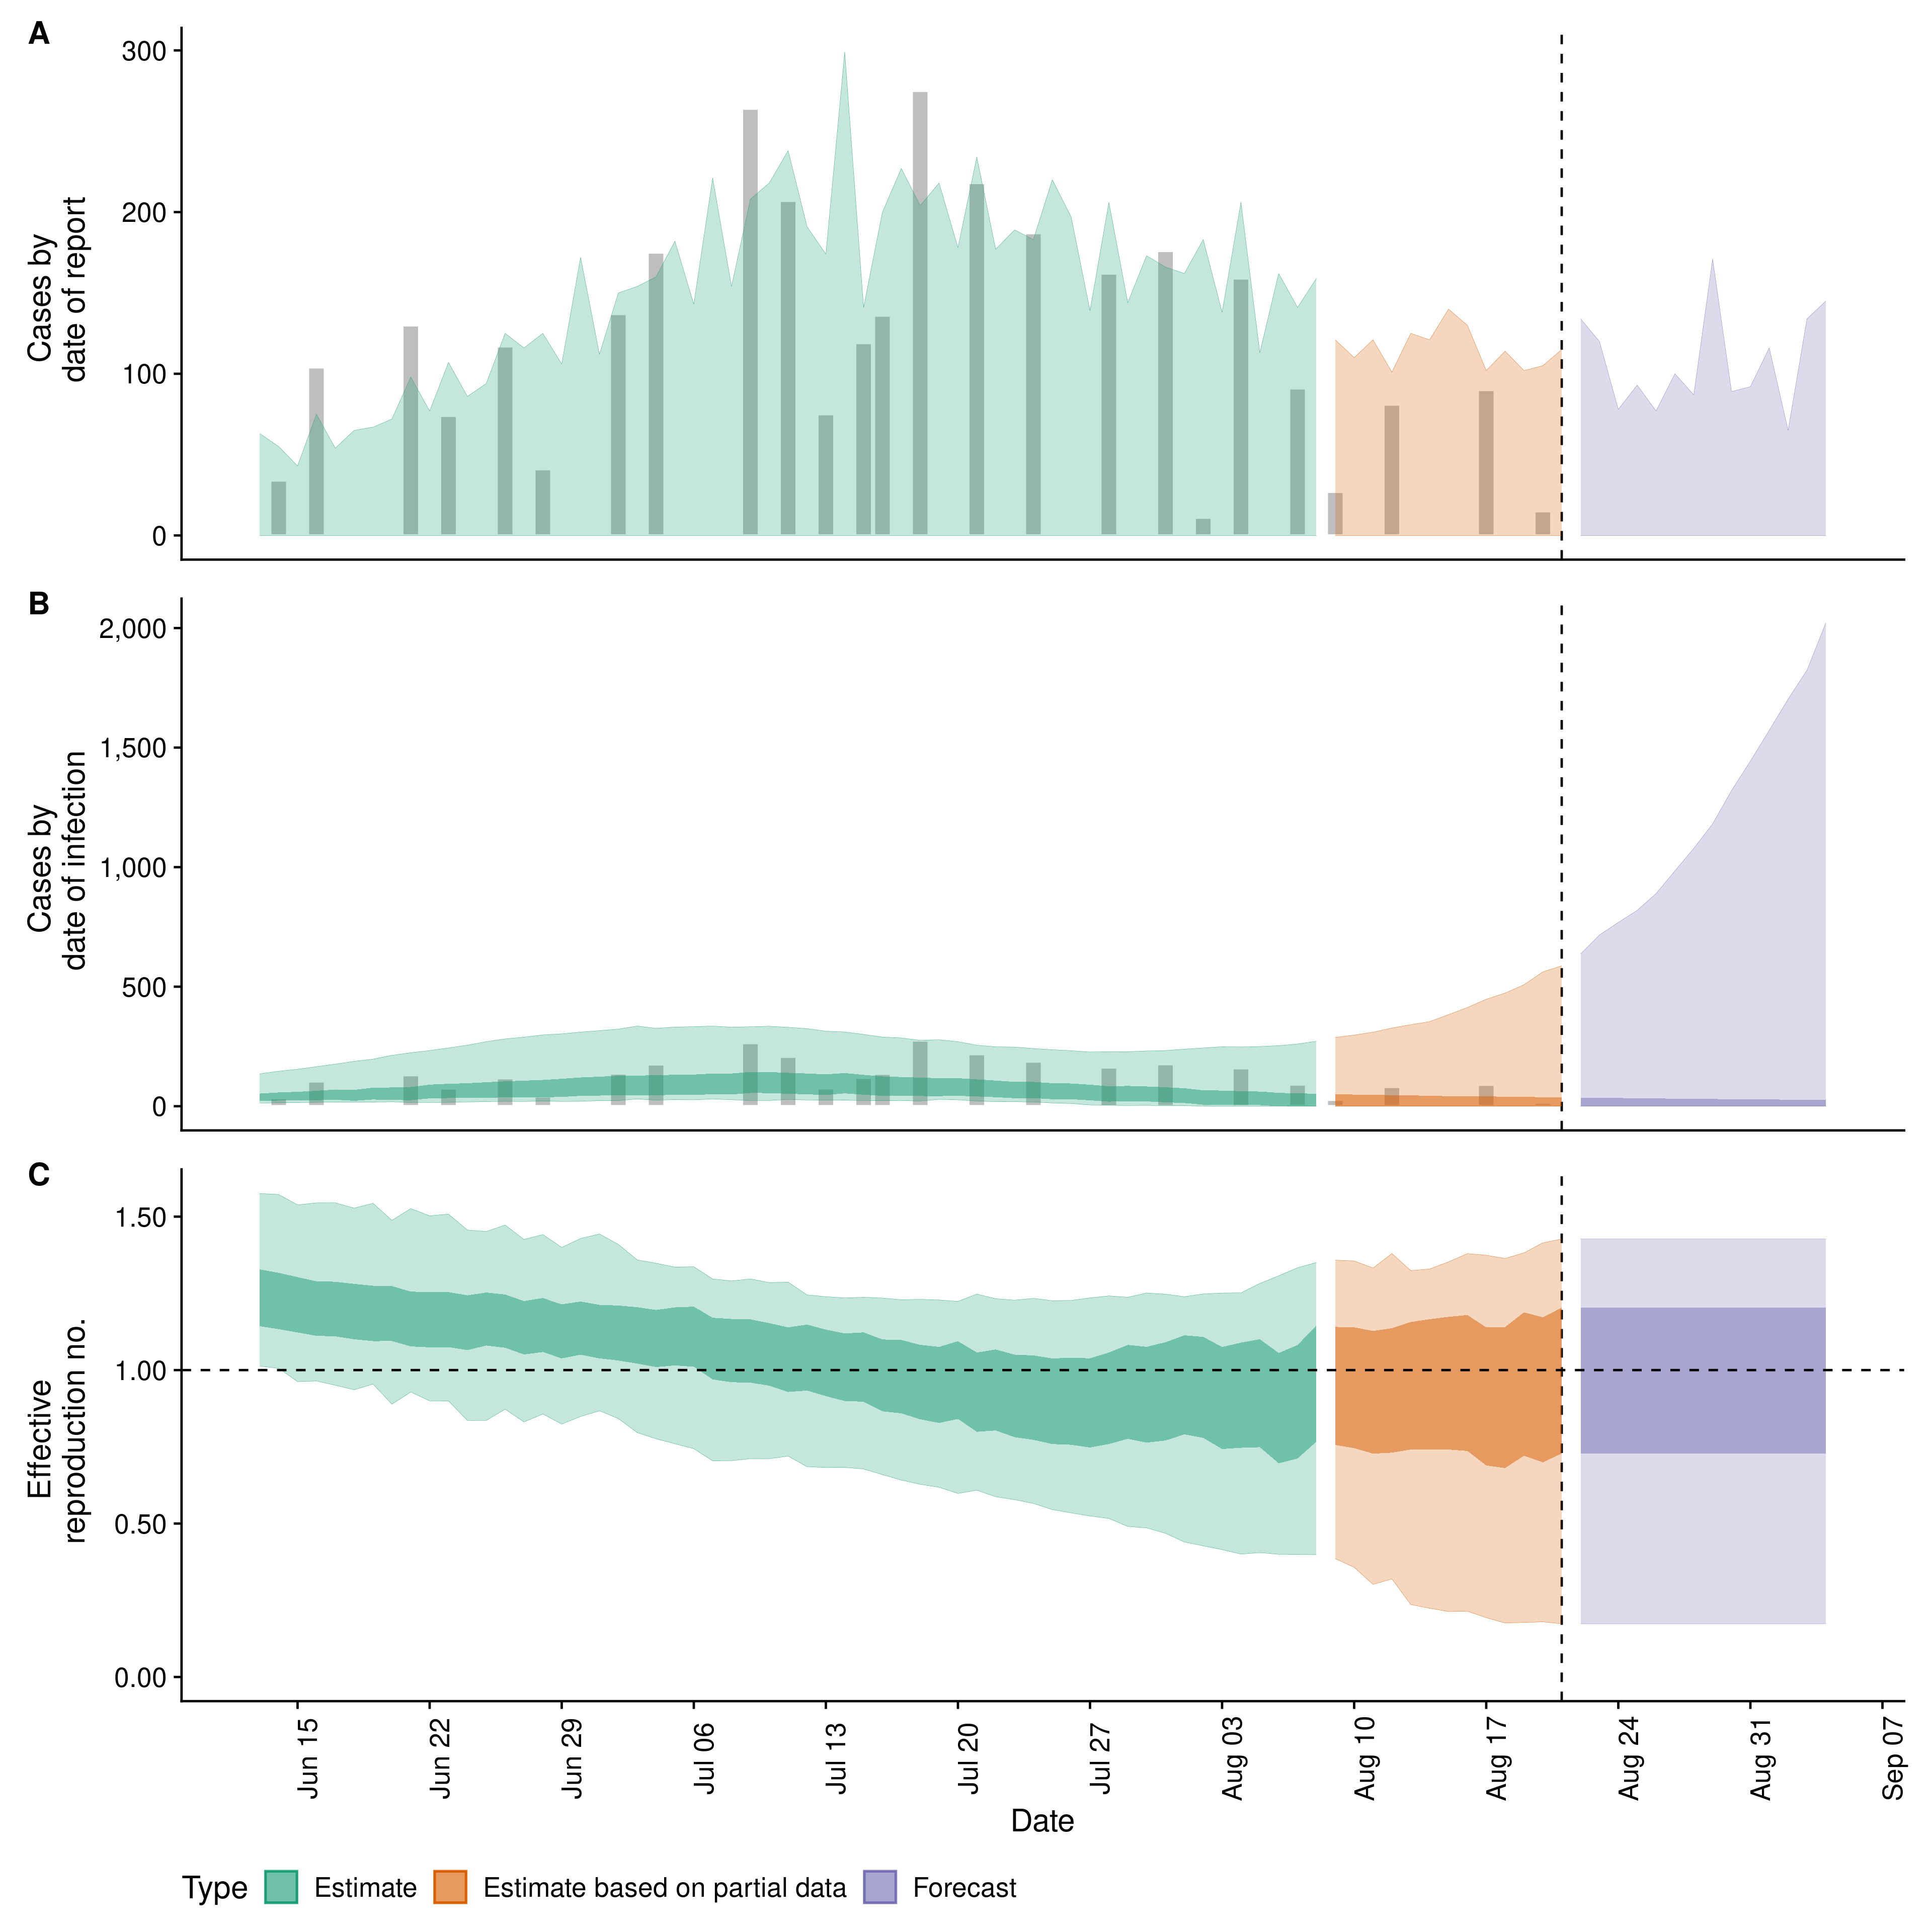 A
300
200
100
0
Cases by
date of report
B
2,000
1,500
1,000
500
0
Cases by
date of infection
C
1.50
1.00
0.50
0.00
Effective
reproduction no.
Jun 15
Jun 22
Jun 29
Jul 06
Jul 13
Jul 20
Jul 27
Aug 03
Aug 10
Aug 17
Aug 24
Aug 31
Sep 07
Date
Type Estimate Estimate based on partial data Forecast